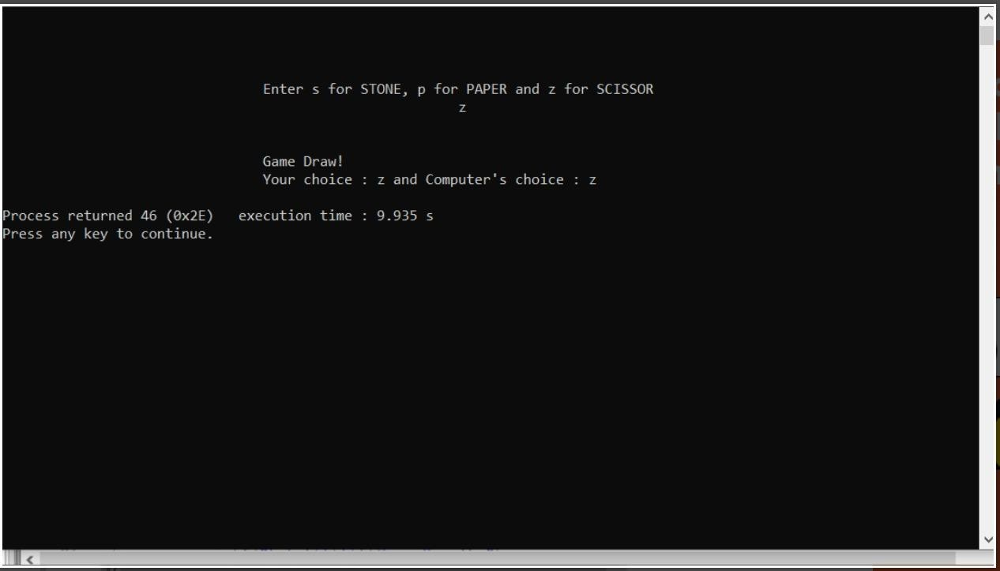 Enter s for STONE, p for PAPER and z for SCISSOR
z
Game Draw!
Your choice : z and Computer's choice : z
Process returned 46 (0x2E)   execution time : 9.935 s
Press any key to continue.